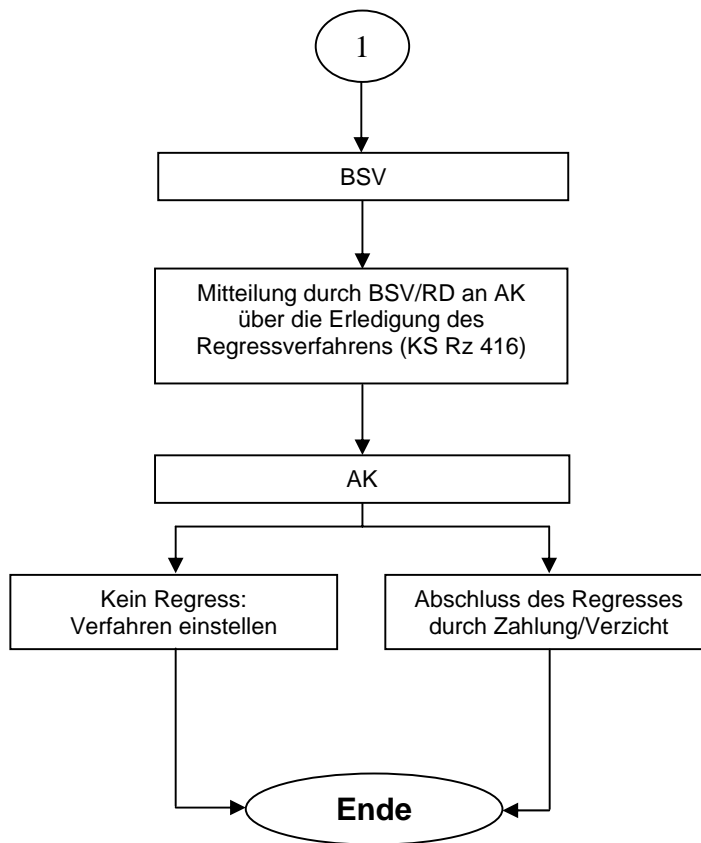 1
BSV
Mitteilung durch BSV/RD an AK
über die Erledigung des
Regressverfahrens (KS Rz 416)
AK
Kein Regress:
Verfahren einstellen
Abschluss des Regresses
durch Zahlung/Verzicht
Ende